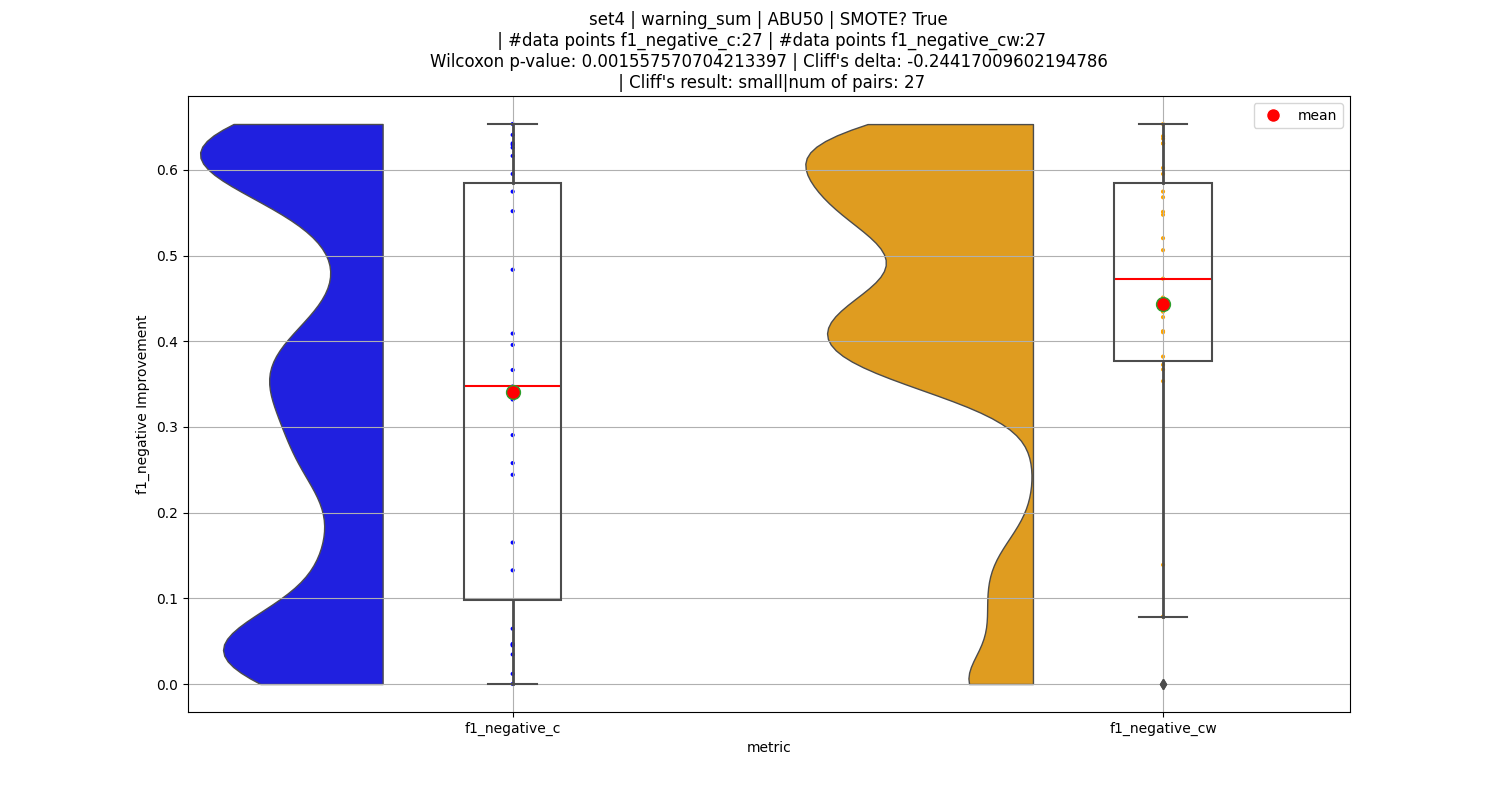 set4 | warning_sum | ABU50 | SMOTE? True
| #data points f1_negative_c:27 | #data points f1_negative_cw:27
Wilcoxon p-value: 0.001557570704213397 | Cliff's delta: -0.24417009602194786
| Cliff's result: small|num of pairs: 27
mean
f1_negative Improvement
0.6
0.5
0.4
0.3
0.2
0.1
0.0
f1_negative_c
f1_negative_cw
metric